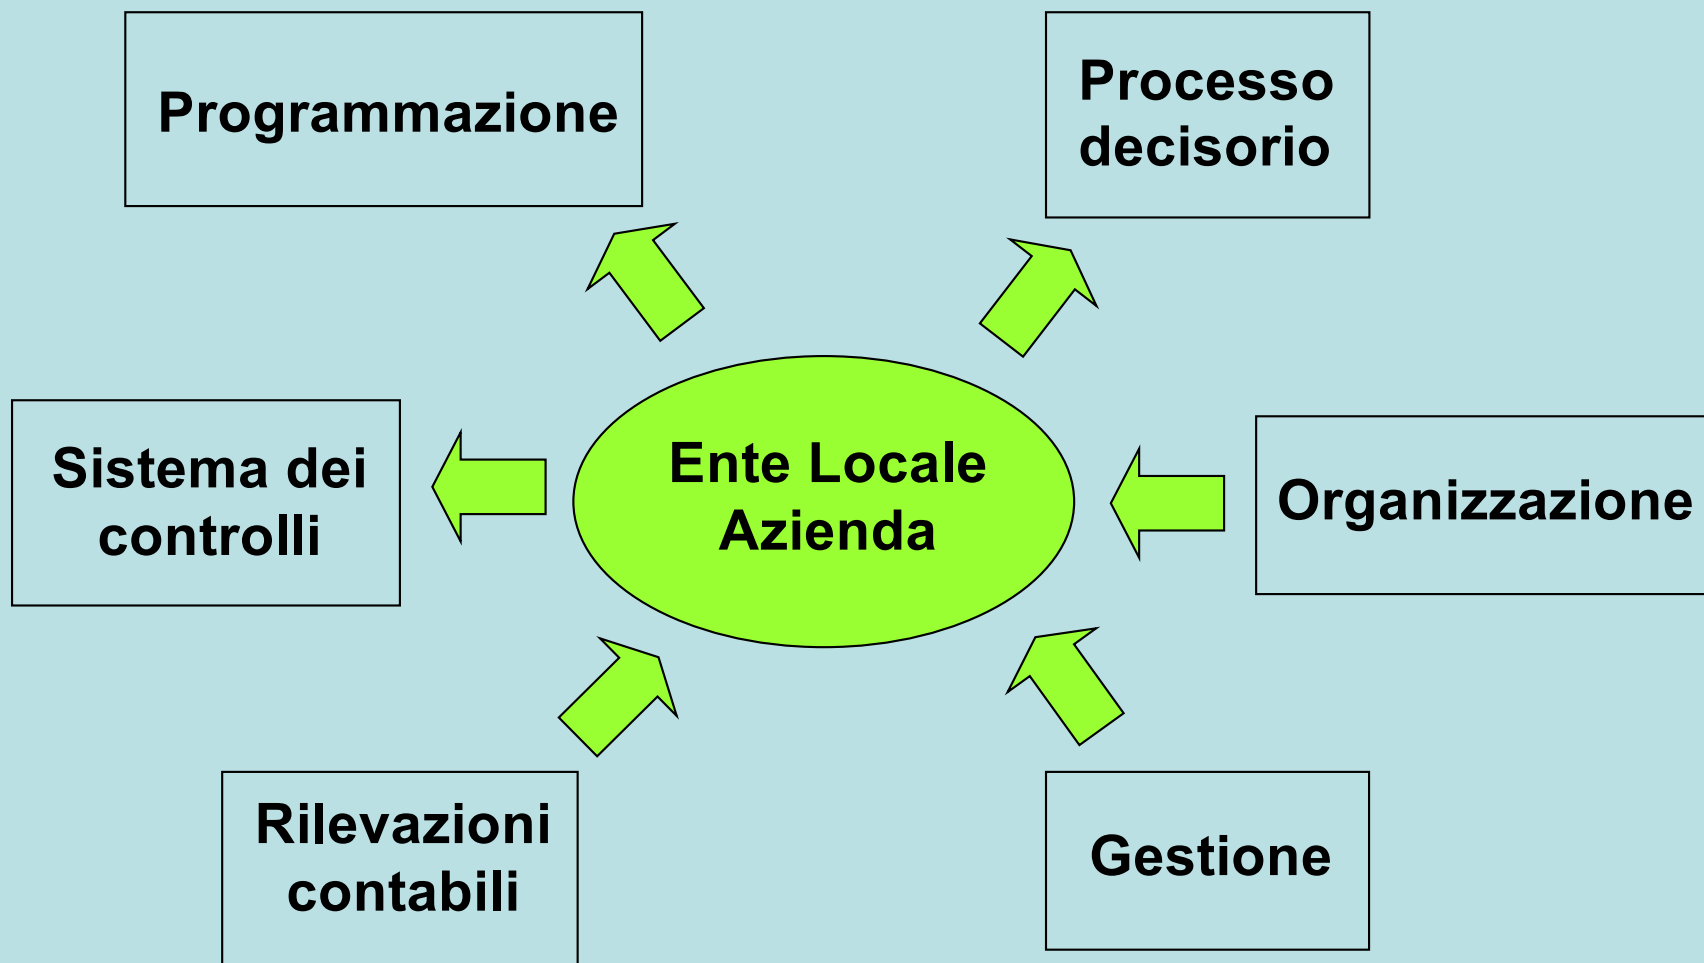 Programmazione
Processo
decisorio
Sistema dei
controlli
Ente Locale
Azienda
Organizzazione
Rilevazioni
contabili
Gestione